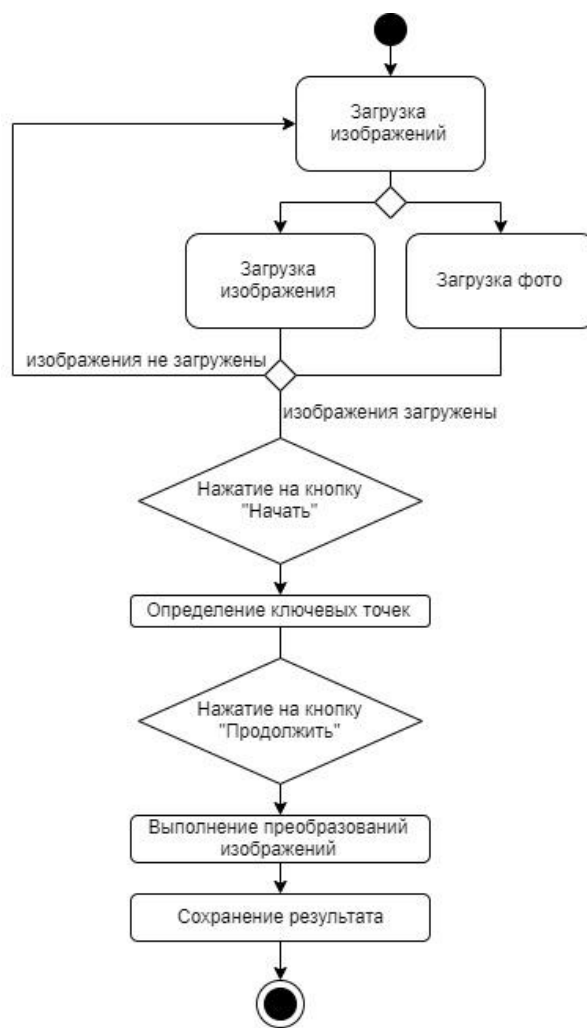 Загрузка
изображений
Загрузка
изображения
Загрузка фото
изображения не загружены
изображения загружены
Нажатие на кнопку
"Начать"
Определение ключевых точек
Нажатие на кнопку
"Продолжить"
Выполнение преобразований
изображений
Сохранение результата